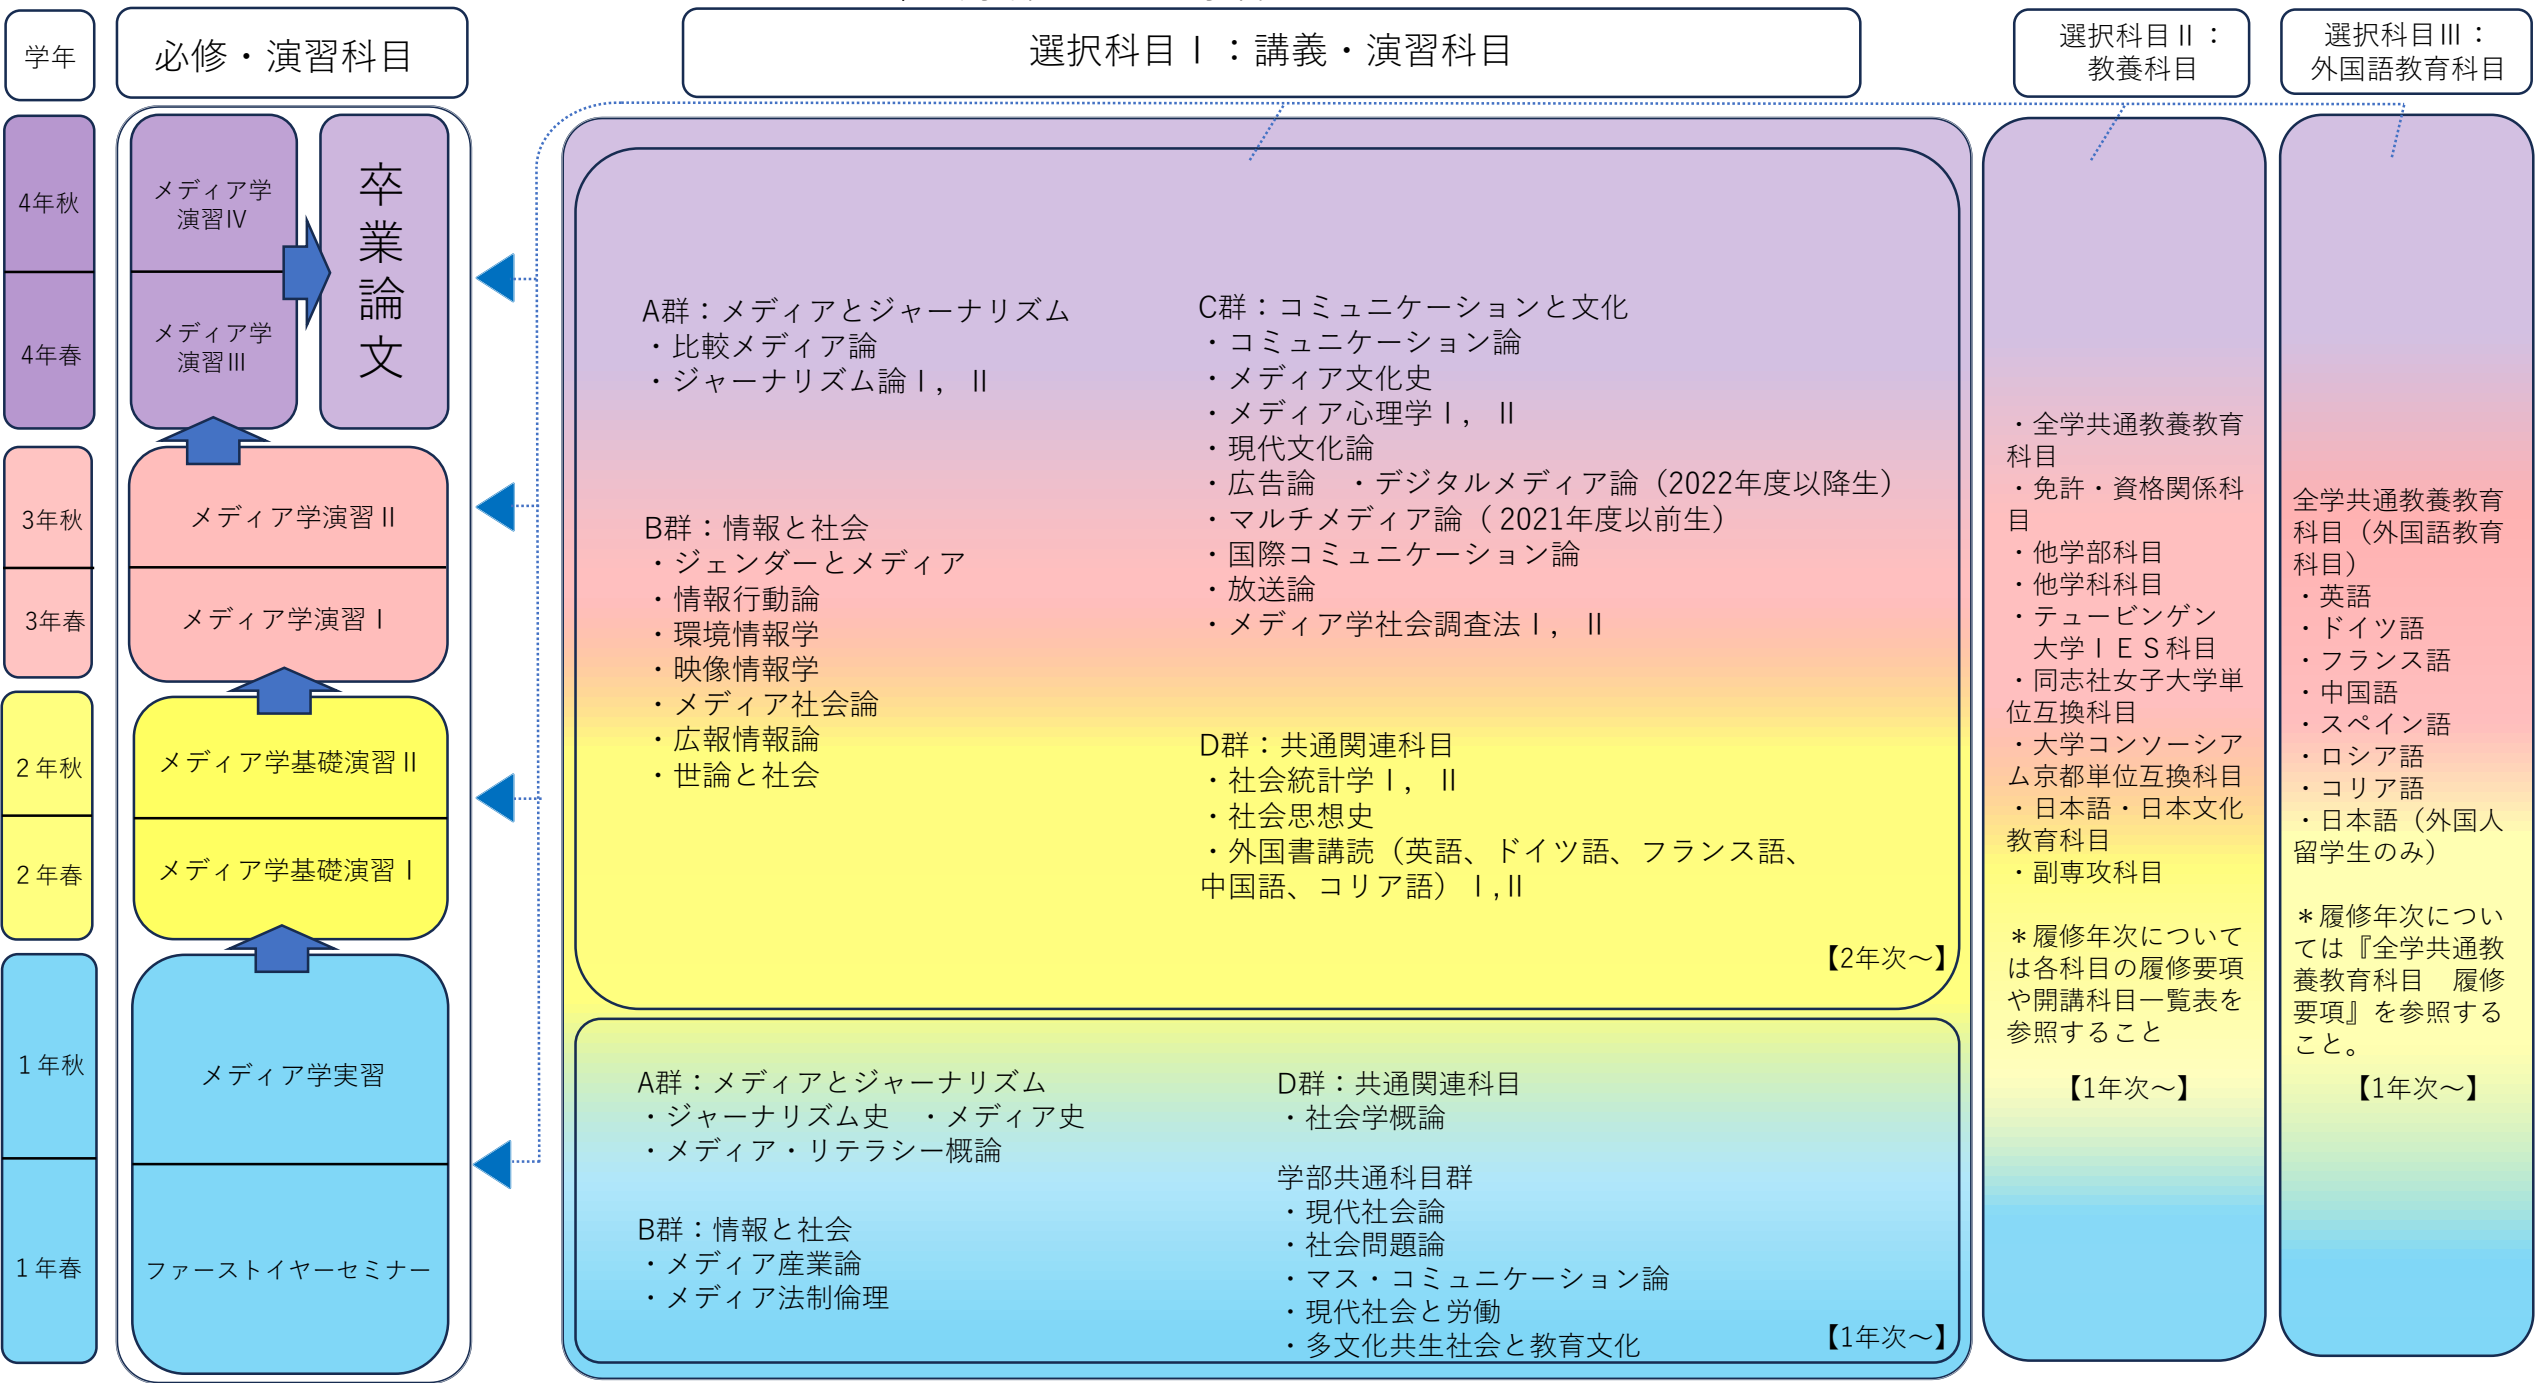 学年
必修・演習科目
選択科目Ⅰ：講義・演習科目
選択科目Ⅱ：
教養科目
選択科目Ⅲ：
外国語教育科目
4年秋
4年春
3年秋
3年春
２年秋
２年春
１年秋
１年春
メディア学
演習Ⅳ
メディア学
演習Ⅲ
卒業論文
メディア学演習Ⅱ
メディア学演習Ⅰ
メディア学基礎演習Ⅱ
メディア学基礎演習Ⅰ
メディア学実習
ファーストイヤーセミナー
A群：メディアとジャーナリズム
・比較メディア論
・ジャーナリズム論Ⅰ，Ⅱ
B群：情報と社会
・ジェンダーとメディア
・情報行動論
・環境情報学
・映像情報学
・メディア社会論
・広報情報論
・世論と社会
C群：コミュニケーションと文化
・コミュニケーション論
・メディア文化史
・メディア心理学Ⅰ，Ⅱ
・現代文化論
・広告論　・デジタルメディア論（2022年度以降生）
・マルチメディア論（ 2021年度以前生）
・国際コミュニケーション論
・放送論
・メディア学社会調査法Ⅰ，Ⅱ
D群：共通関連科目
・社会統計学Ⅰ，Ⅱ
・社会思想史
・外国書講読（英語、ドイツ語、フランス語、
中国語、コリア語）Ⅰ,Ⅱ
【2年次～】
A群：メディアとジャーナリズム
・ジャーナリズム史　・メディア史
・メディア・リテラシー概論
B群：情報と社会
・メディア産業論
・メディア法制倫理
D群：共通関連科目
・社会学概論
学部共通科目群
・現代社会論
・社会問題論
・マス・コミュニケーション論
・現代社会と労働
・多文化共生社会と教育文化
【1年次～】
・全学共通教養教育
科目
・免許・資格関係科
目
・他学部科目
・他学科科目
・テュービンゲン
大学ＩＥＳ科目
・同志社女子大学単
位互換科目
・大学コンソーシア
ム京都単位互換科目
・日本語・日本文化
教育科目
・副専攻科目
＊履修年次について
は各科目の履修要項
や開講科目一覧表を
参照すること
【1年次～】
全学共通教養教育
科目（外国語教育
科目）
・英語
・ドイツ語
・フランス語
・中国語
・スペイン語
・ロシア語
・コリア語
・日本語（外国人
留学生のみ）
＊履修年次につい
ては『全学共通教
養教育科目　履修
要項』を参照する
こと。
【1年次～】